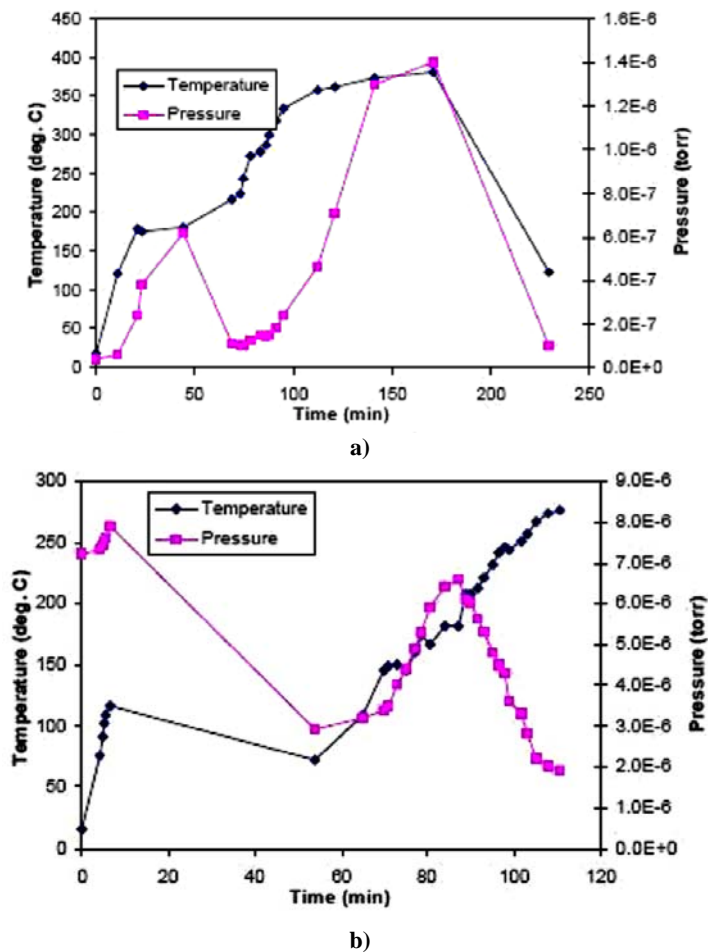 450
400
350
300
250
200
150
100
50
0
Temperature (deg. C)
Temperature
Pressure
1.6E-6
1.4E-6
1.2E-6
1.0E-6
8.0E-7
6.0E-7
4.0E-7
2.0E-7
0.0E+0
Pressure (torr)
0 50 100 150 200 250
Time (min)
a)
300
250
200
150
100
50
0
Temperature (deg. C)
Temperature
Pressure
9.0E-6
8.0E-6
7.0E-6
6.0E-6
5.0E-6
4.0E-6
3.0E-6
2.0E-6
1.0E-6
0.0E+0
Pressure (torr)
0 20 40 60 80 100 120
Time (min)
b)